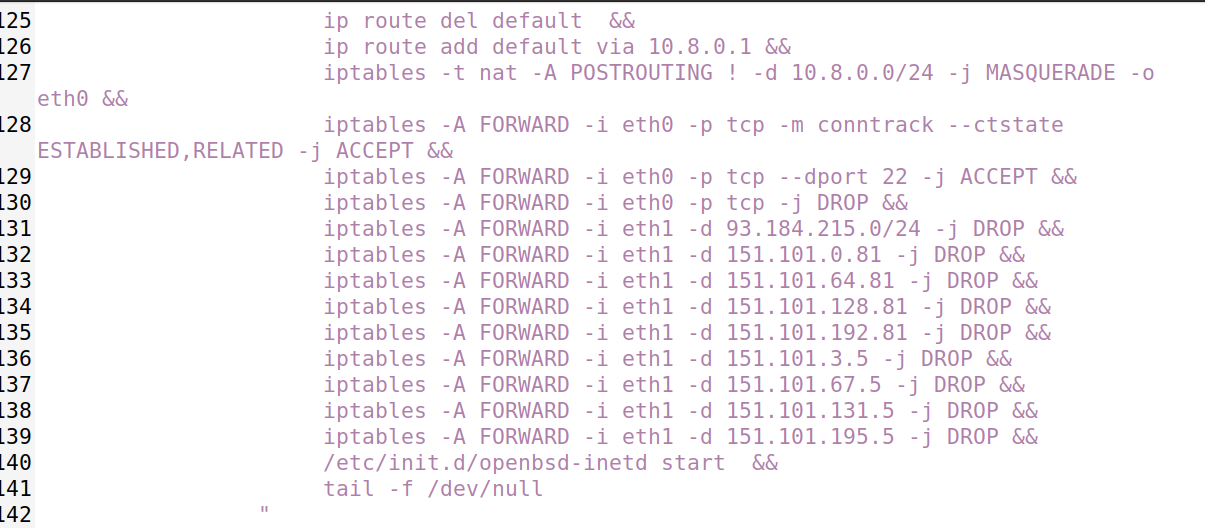 125 ip route del default  &&
126 ip route add default via 10.8.0.1 &&
127 iptables -t nat -A POSTROUTING ! -d 10.8.0.0/24 -j MASQUERADE -o
eth0 &&
128 iptables -A FORWARD -i eth0 -p tcp -m conntrack --ctstate
ESTABLISHED,RELATED -j ACCEPT &&
129 iptables -A FORWARD -i eth0 -p tcp --dport 22 -j ACCEPT &&
130 iptables -A FORWARD -i eth0 -p tcp -j DROP &&
131 iptables -A FORWARD -i eth1 -d 93.184.215.0/24 -j DROP &&
132 iptables -A FORWARD -i eth1 -d 151.101.0.81 -j DROP &&
133 iptables -A FORWARD -i eth1 -d 151.101.64.81 -j DROP &&
134 iptables -A FORWARD -i eth1 -d 151.101.128.81 -j DROP &&
135 iptables -A FORWARD -i eth1 -d 151.101.192.81 -j DROP &&
136 iptables -A FORWARD -i eth1 -d 151.101.3.5 -j DROP &&
137 iptables -A FORWARD -i eth1 -d 151.101.67.5 -j DROP &&
138 iptables -A FORWARD -i eth1 -d 151.101.131.5 -j DROP &&
139 iptables -A FORWARD -i eth1 -d 151.101.195.5 -j DROP &&
140 /etc/init.d/openbsd-inetd start  &&
141 tail -f /dev/null
142 "